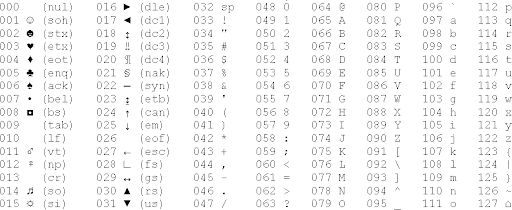 000 (nul) 016 ► (dle) 032 sp 048 0 064 @ 080 P 096 ` 112 p
001 ☺ (soh) 017 ◄ (dc1) 033 ! 049 1 065 A 081 Q 097 a 113 q
002 ☻ (stx) 018 ↕ (dc2) 034 " 050 2 066 B 082 R 098 b 114 r
003 ♥ (etx) 019 ‼ (dc3) 035 # 051 3 067 C 083 S 099 c 115 s
004 ♦ (eot) 020 ¶ (dc4) 036 $ 052 4 068 D 084 T 100 d 116 t
005 ♣ (enq) 021 § (nak) 037 % 053 5 069 E 085 U 101 e 117 u
006 ♠ (ack) 022 ▬ (syn) 038 & 054 6 070 F 086 V 102 f 118 v
007 • (bel) 023 ↨ (etb) 039 ' 055 7 071 G 087 W 103 g 119 w
008 ◘ (bs) 024 ↑ (can) 040 ( 056 8 072 H 088 X 104 h 120 x
009 (tab) 025 ↓ (em) 041 ) 057 9 073 I 089 Y 105 i 121 y
010 (lf) 026 (eof) 042 * 058 : 074 J 090 Z 106 j 122 z
011 ♂ (vt) 027 ← (esc) 043 + 059 ; 075 K 091 [ 107 k 123 {
012 ♀ (np) 028 ∟ (fs) 044 , 060 < 076 L 092 \ 108 l 124 |
013 (cr) 029 ↔ (gs) 045 - 061 = 077 M 093 ] 109 m 125 }
014 ♫ (so) 030 ▲ (rs) 046 . 062 > 078 N 094 ^ 110 n 126 ~
015 ☼ (si) 031 ▼ (us) 047 / 063 ? 079 O 095 _ 111 o 127 ⌂